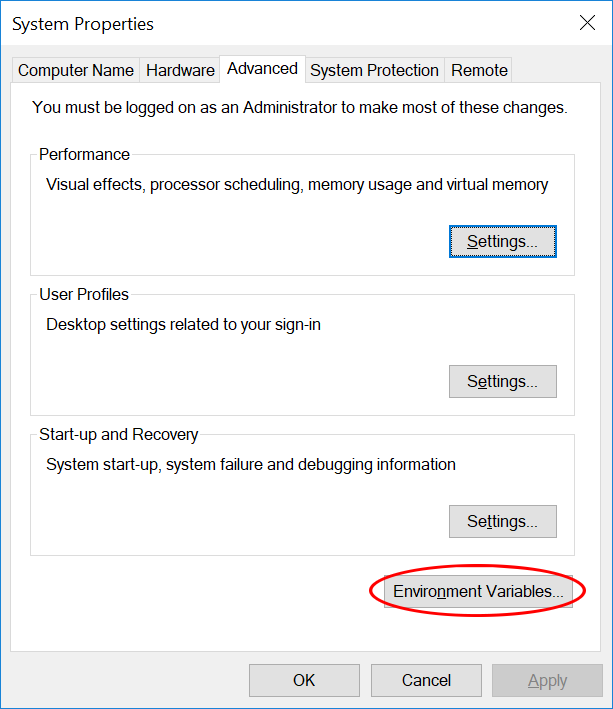 System Properties
Computer Name Hardware Advanced System Protection Remote
You must be logged on as an Administrator to make most of these changes.
Performance
Visual effects, processor scheduling, memory usage and virtual memory
Settings...
User Profiles
Desktop settings related to your sign-in
Settings...
Start-up and Recovery
System start-up, system failure and debugging information
Settings...
Environment Variables...
OK Cancel Apply